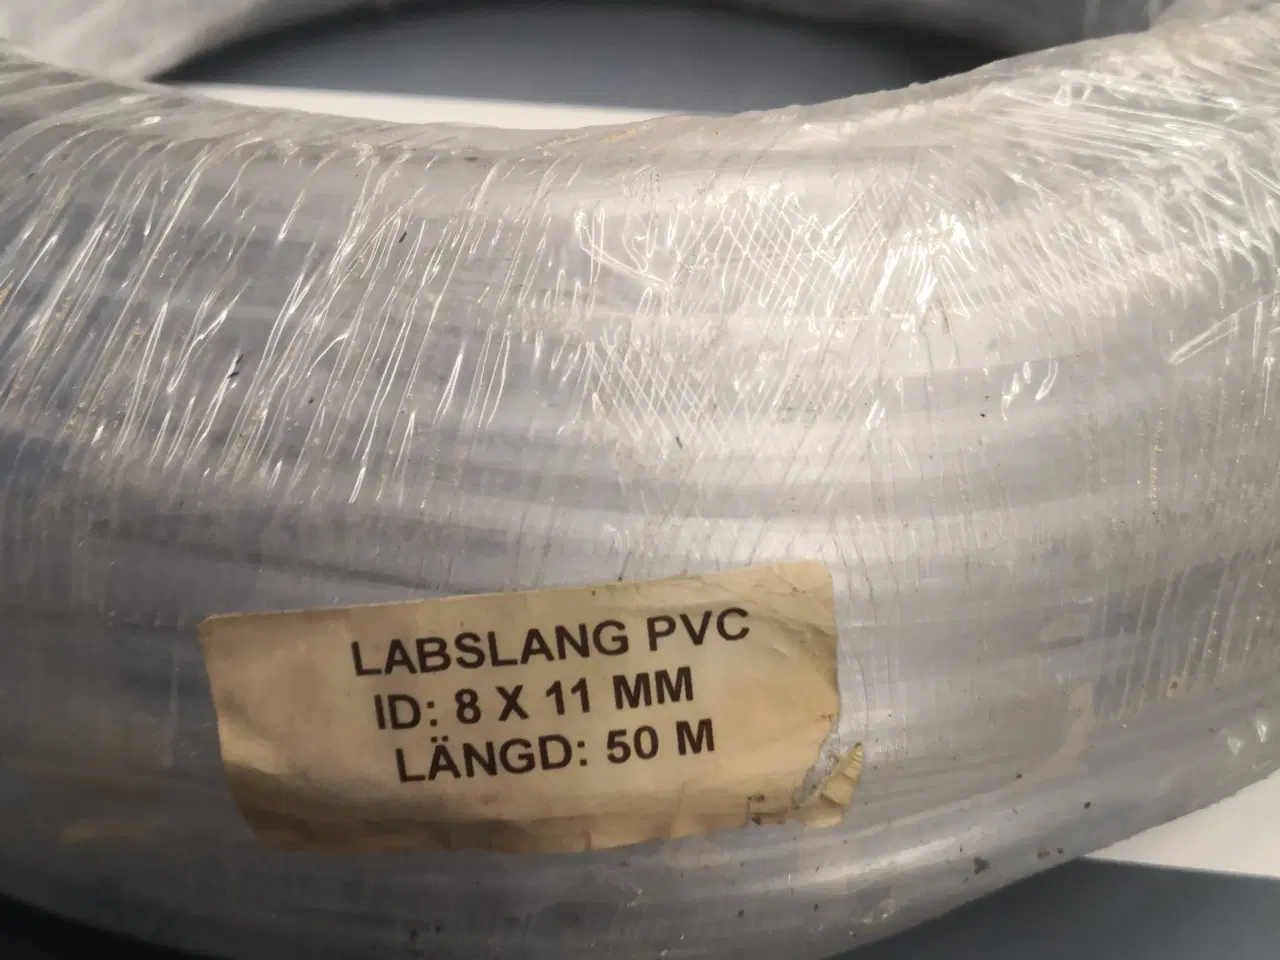 LABSLANG PVC
ID: 8 X 11 MM
LÄNGD: 50 M